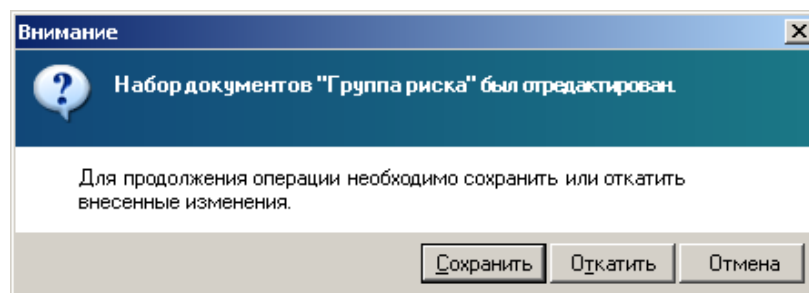 Внимание
Набор документов "Группа риска" был отредактирован.
Для продолжения операции необходимо сохранить или откатить
внесенные изменения.
Сохранить Откатить Отмена